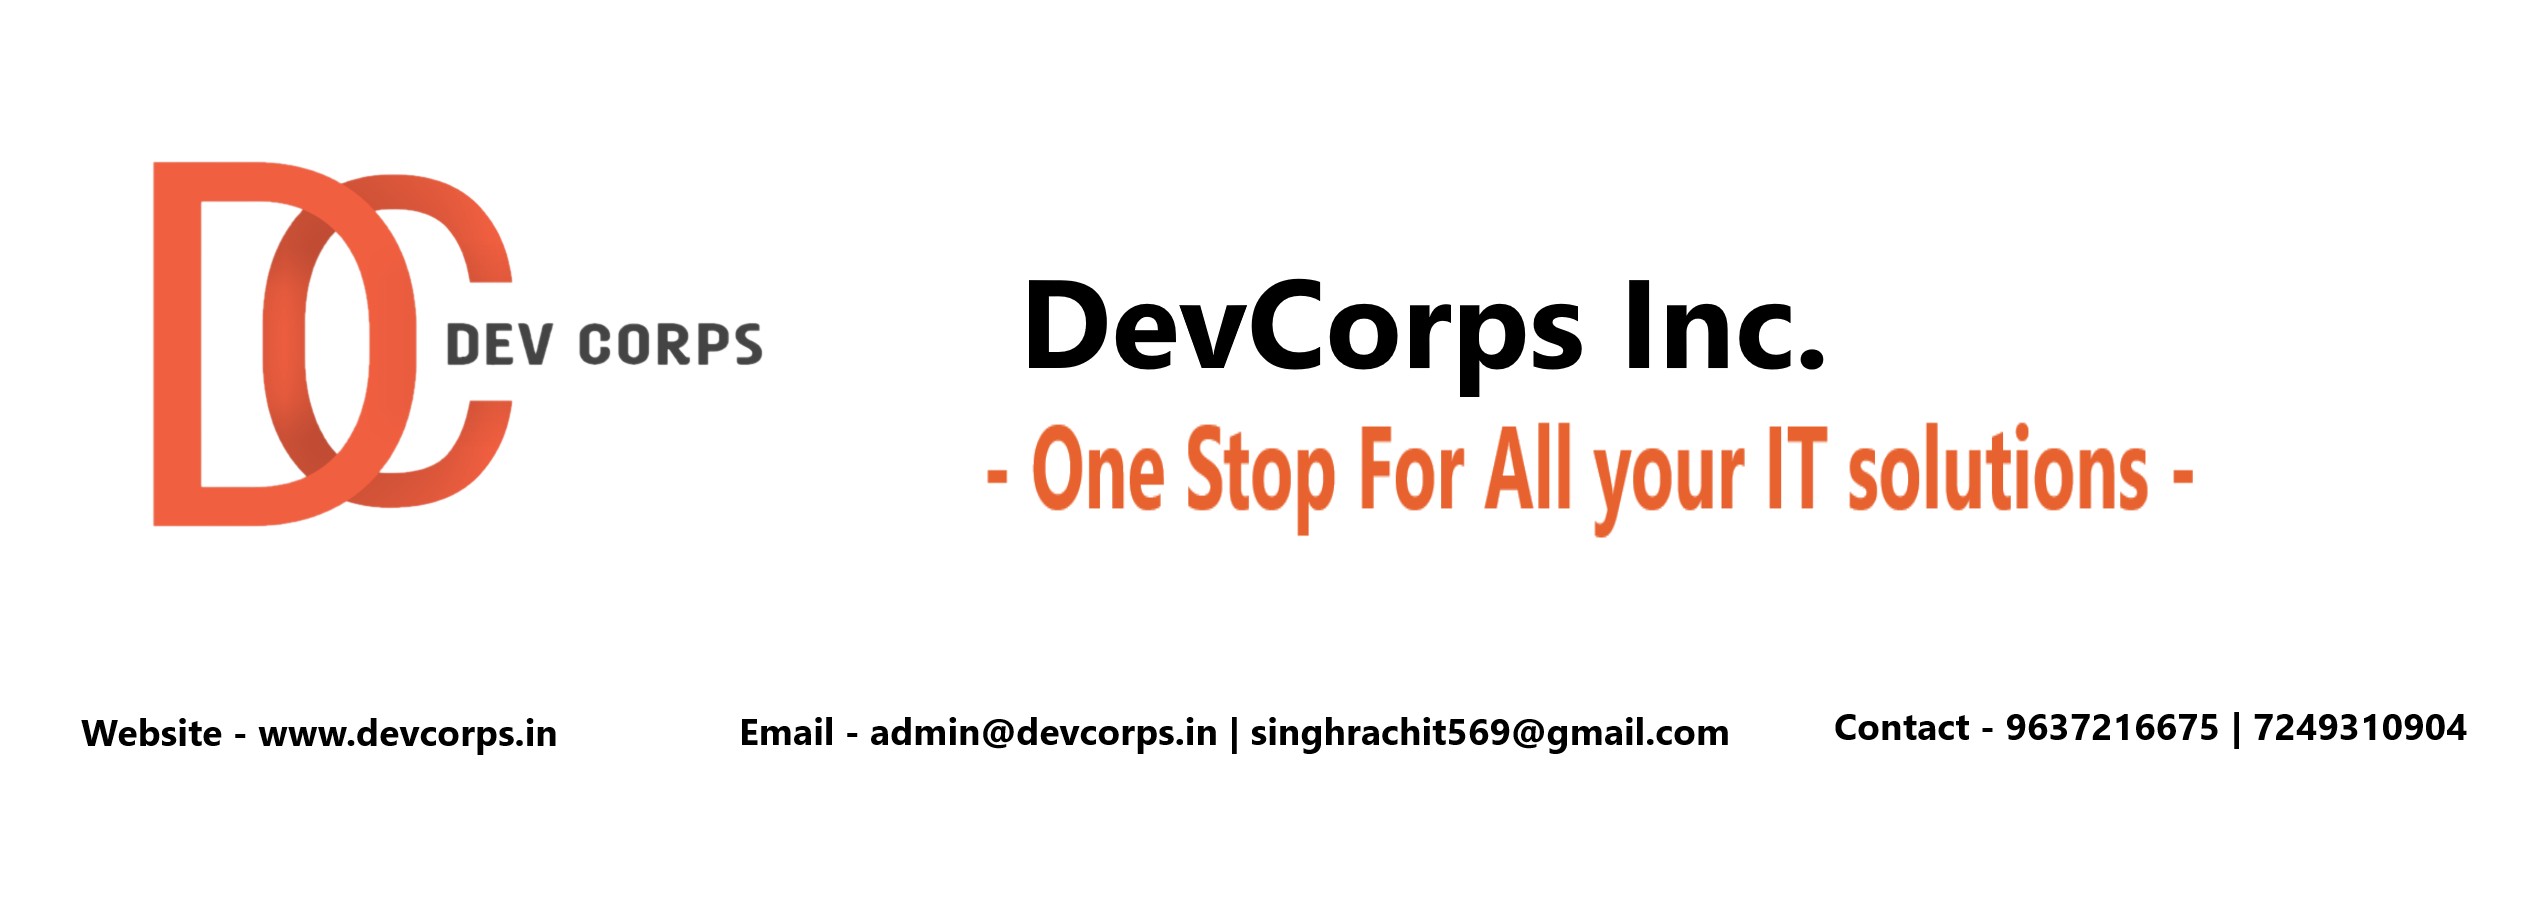 DC
DEV CORPS
DevCorps Inc.
- One Stop For All your IT solutions -
Website - www.devcorps.in
Email - admin@devcorps.in | singhrachit569@gmail.com
Contact - 9637216675 | 7249310904